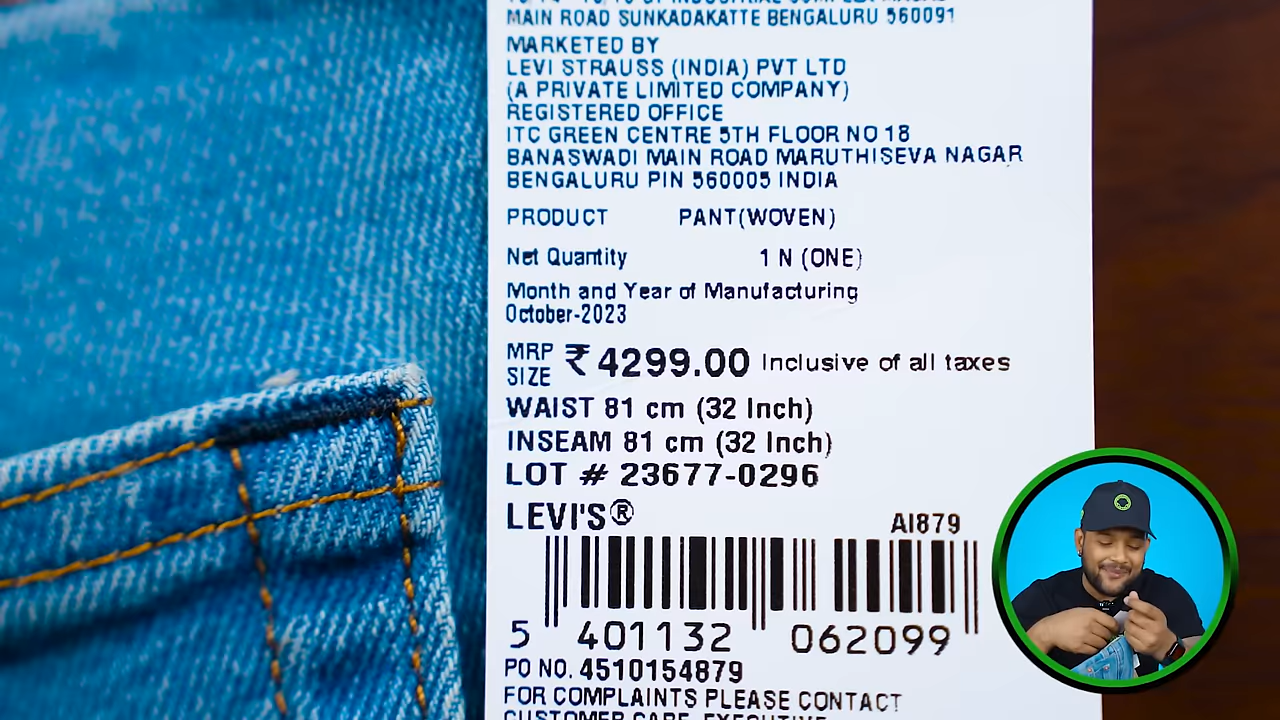 MAIN ROAD SUNKADAKATTE BENGALURU 560091
MARKETED BY
LEVI STRAUSS (INDIA) PVT LTD
(A PRIVATE LIMITED COMPANY)
REGISTERED OFFICE
ITC GREEN CENTRE 5TH FLOOR NO 18
BANASWADI MAIN ROAD MARUTHISEVA NAGAR
BENGALURU PIN 560005 INDIA
PRODUCT PANT(WOVEN)
Net Quantity 1 N (ONE)
Month and Year of Manufacturing
October-2023
MRP ₹ 4299.00 Inclusive of all taxes
SIZE
WAIST 81 cm (32 Inch)
INSEAM 81 cm (32 Inch)
LOT # 23677-0296
LEVI'S®
AI879
5 401132 062099
PO NO. 4510154879
FOR COMPLAINTS PLEASE CONTACT
CUSTOMER CARE EXECUTIVE